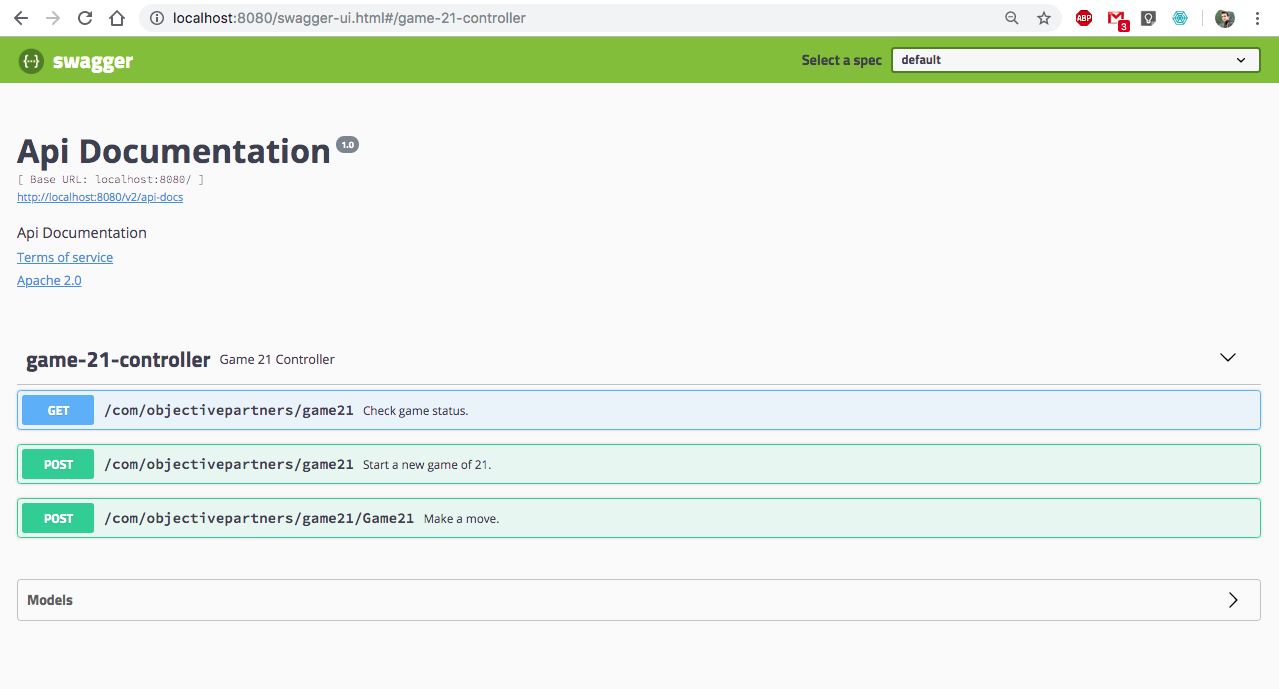 localhost:8080/swagger-ui.html#/game-21-controller
ABP
3
{··} swagger
Select a spec
default
Api Documentation 1.0
[ Base URL: localhost:8080/ ]
http://localhost:8080/v2/api-docs
Api Documentation
Terms of service
Apache 2.0
game-21-controller Game 21 Controller
GET /com/objectivepartners/game21 Check game status.
POST /com/objectivepartners/game21 Start a new game of 21.
POST /com/objectivepartners/game21/Game21 Make a move.
Models